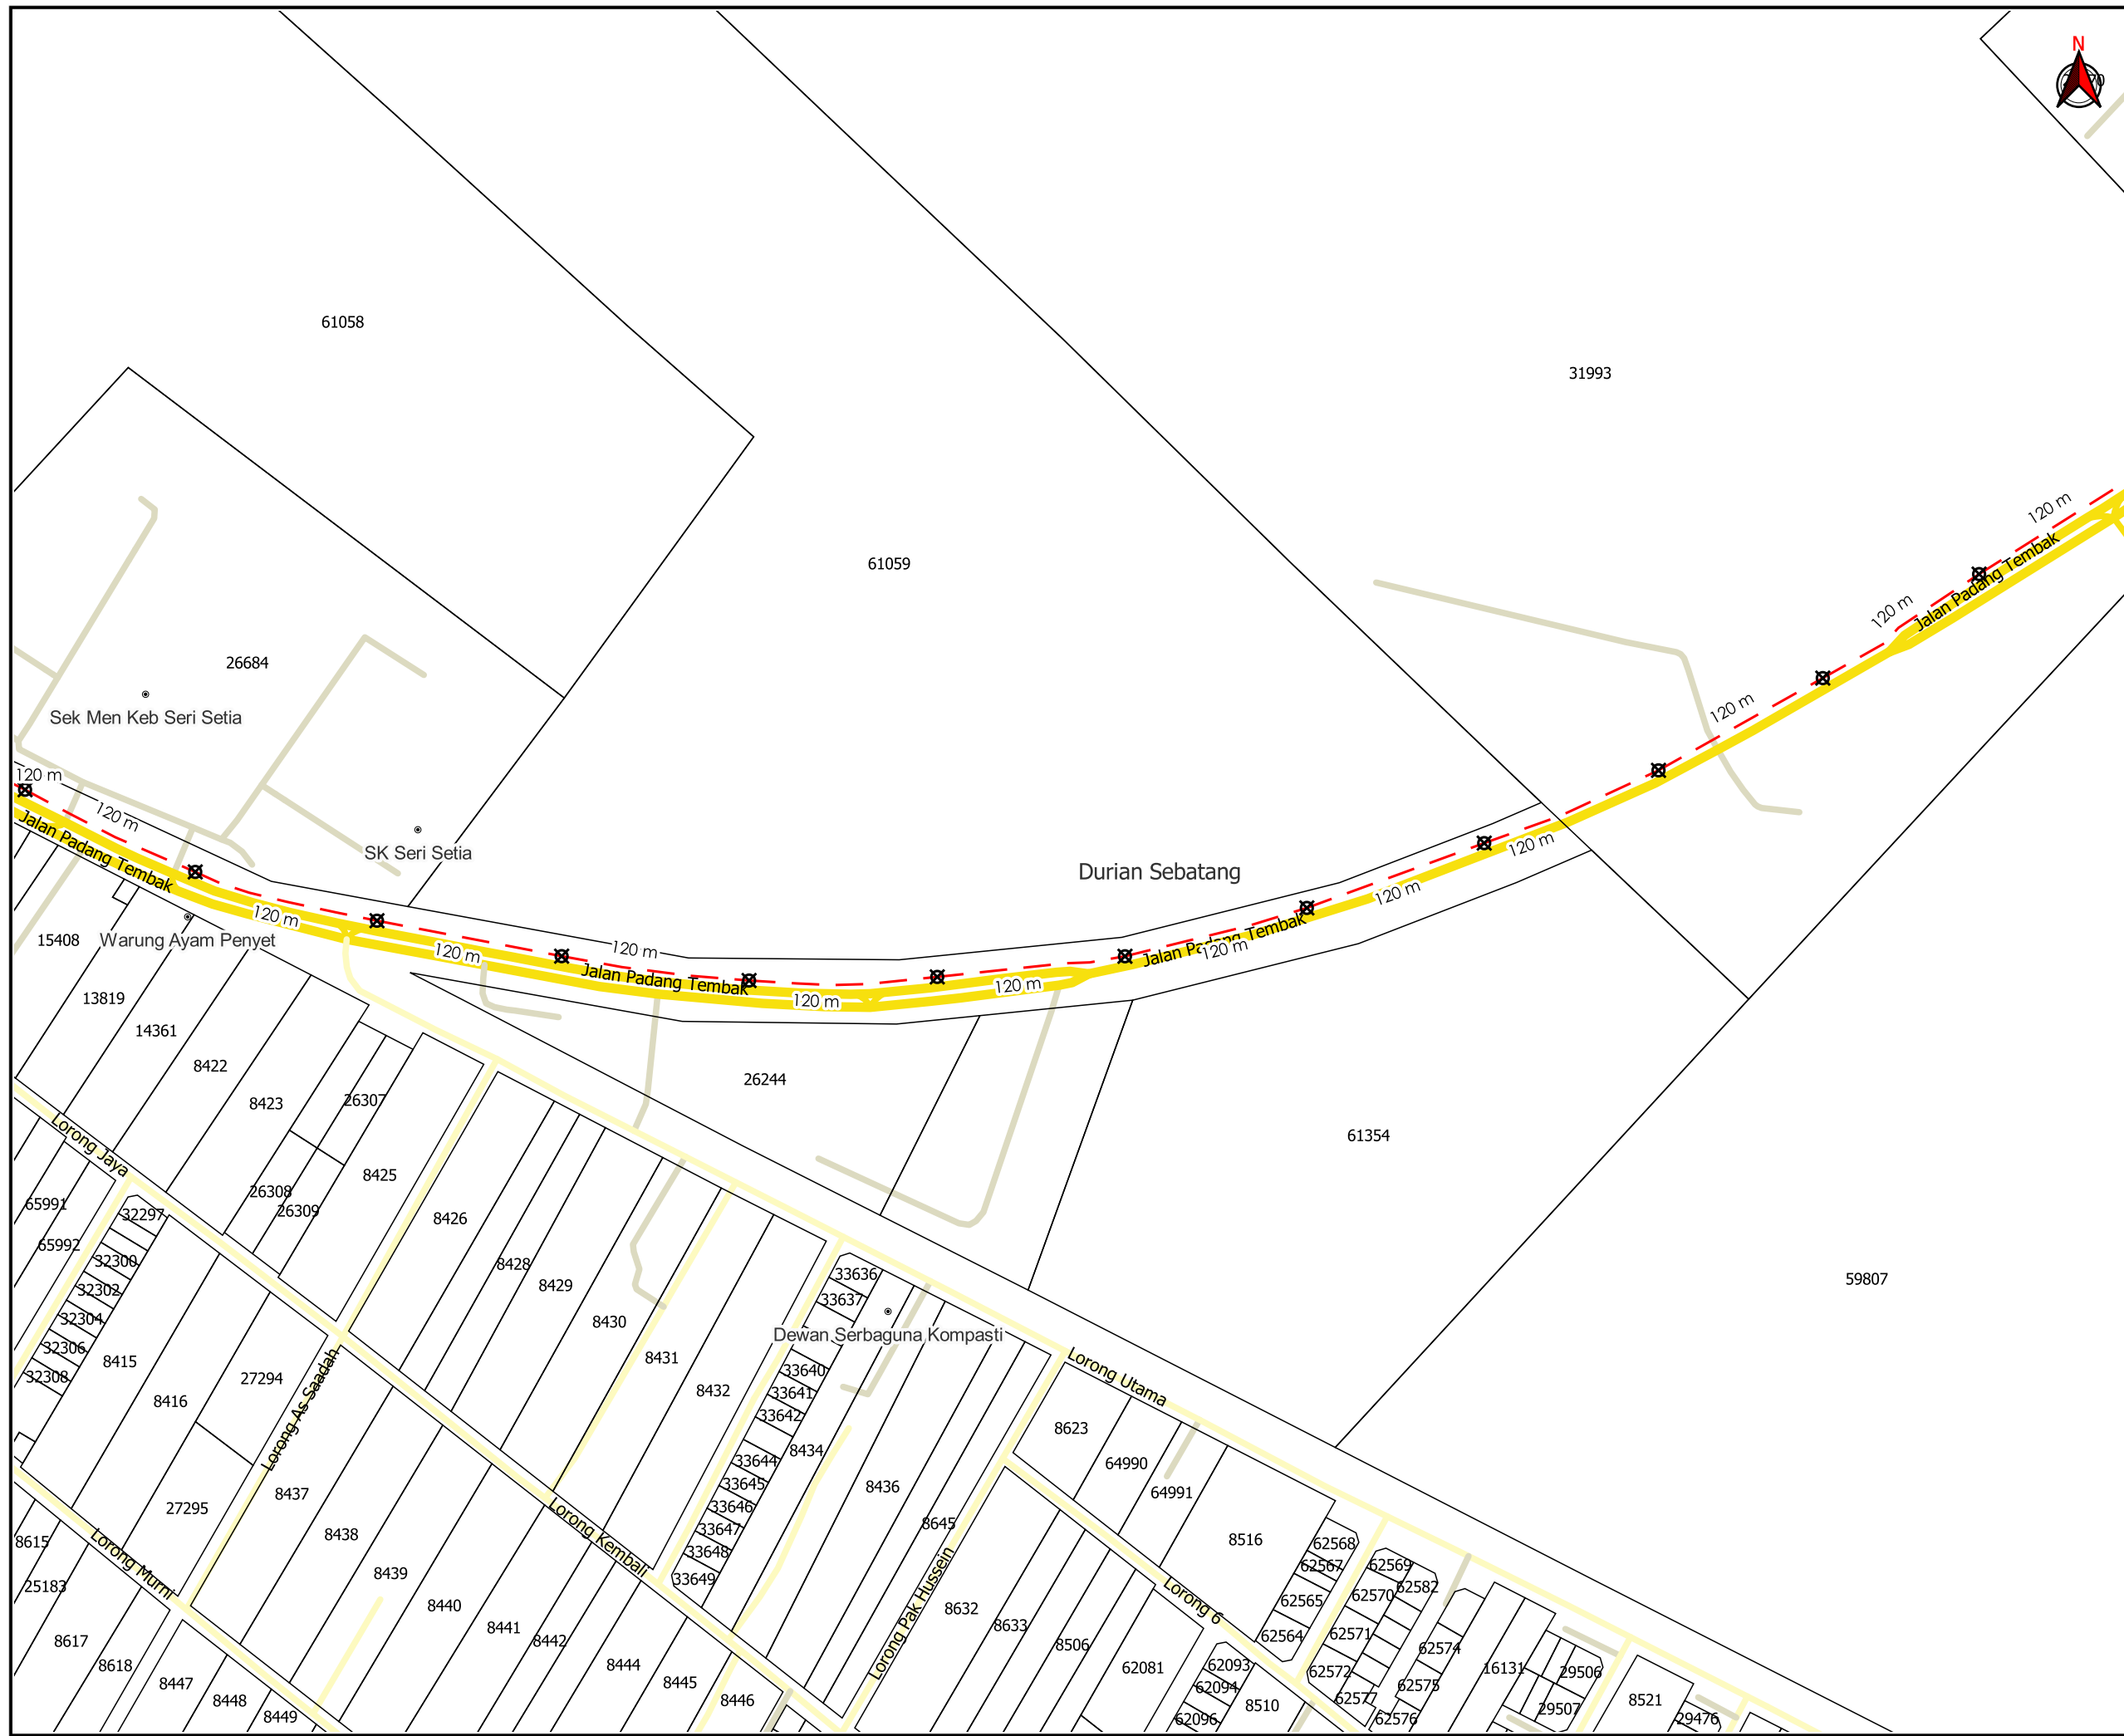 N
61058
31993
61059
26684
Sek Men Keb Seri Setia
120 m
120 m
Jalan Padang Tembak
120 m
120 m
120 m
Jalan Padang Tembak
SK Seri Setia
Durian Sebatang
120 m
120 m
Jalan Padang Tembak
15408
Warung Ayam Penyet
120 m
120 m
120 m
Jalan Padang Tembak
120 m
120 m
Jalan Padang Tembak
120 m
120 m
13819
14361
8422
8423
26307
26244
61354
59807
Lorong Jaya
8425
26308
26309
8426
65991
65992
32297
32300
32302
32304
32306
32308
8428
8429
8430
8431
8432
33636
33637
Dewan Serbaguna Kompasti
33640
33641
33642
33644
33645
33646
33647
33648
33649
8434
8436
8645
Lorong Utama
8415
8416
27294
Lorong As Saadah
27295
8437
8438
8439
8440
8441
8442
8444
8445
8446
Lorong Kembali
Lorong Pak Hussein
8623
64990
64991
8516
62568
62567
62565
62564
62569
62570
62582
62571
62572
62577
62576
62574
62575
16131
29506
29507
8521
29476
8615
25183
Lorong Murni
8617
8618
8447
8448
8449
8632
8633
8506
Lorong 6
62081
62093
62094
62096
8510